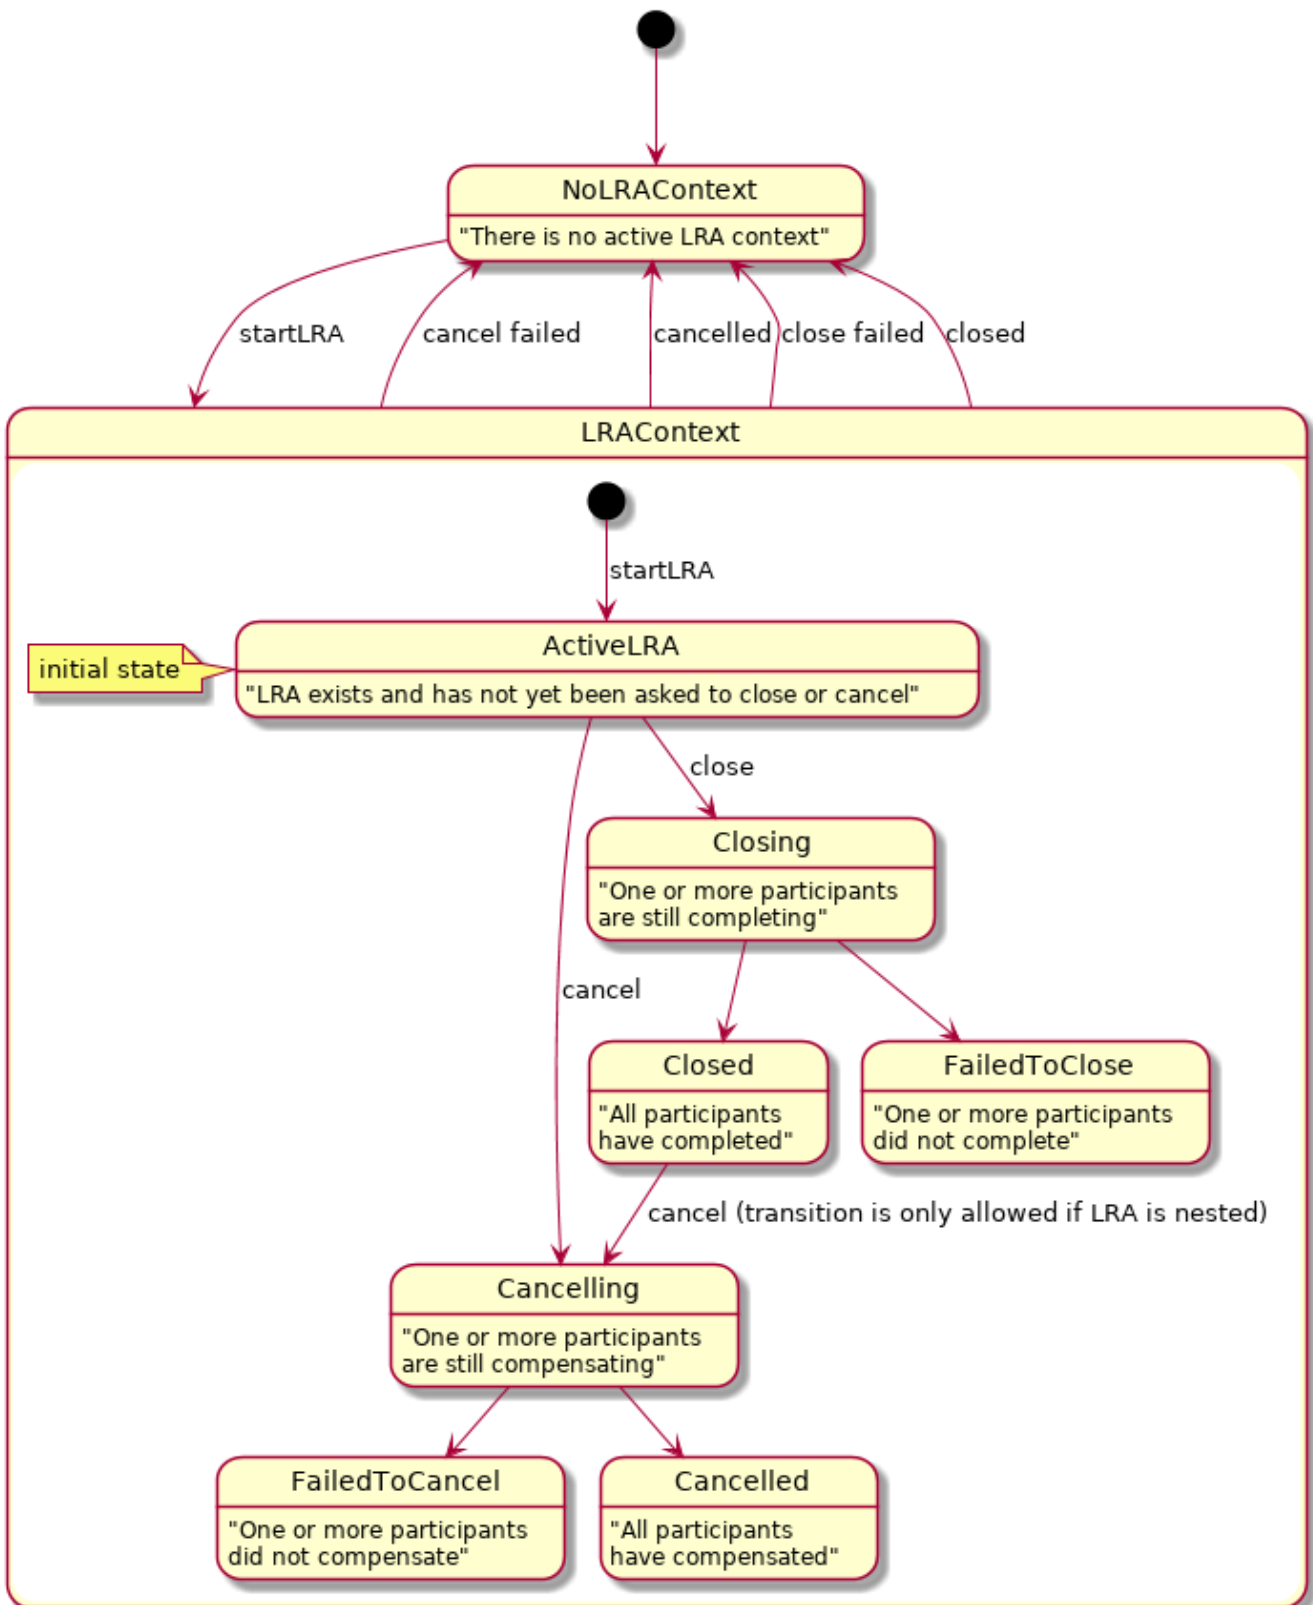 NoLRAContext
"There is no active LRA context"
startLRA
cancel failed
cancelled
close failed
closed
LRAContext
startLRA
initial state
ActiveLRA
"LRA exists and has not yet been asked to close or cancel"
close
Closing
"One or more participants
are still completing"
cancel
Closed
"All participants
have completed"
FailedToClose
"One or more participants
did not complete"
cancel (transition is only allowed if LRA is nested)
Cancelling
"One or more participants
are still compensating"
FailedToCancel
"One or more participants
did not compensate"
Cancelled
"All participants
have compensated"